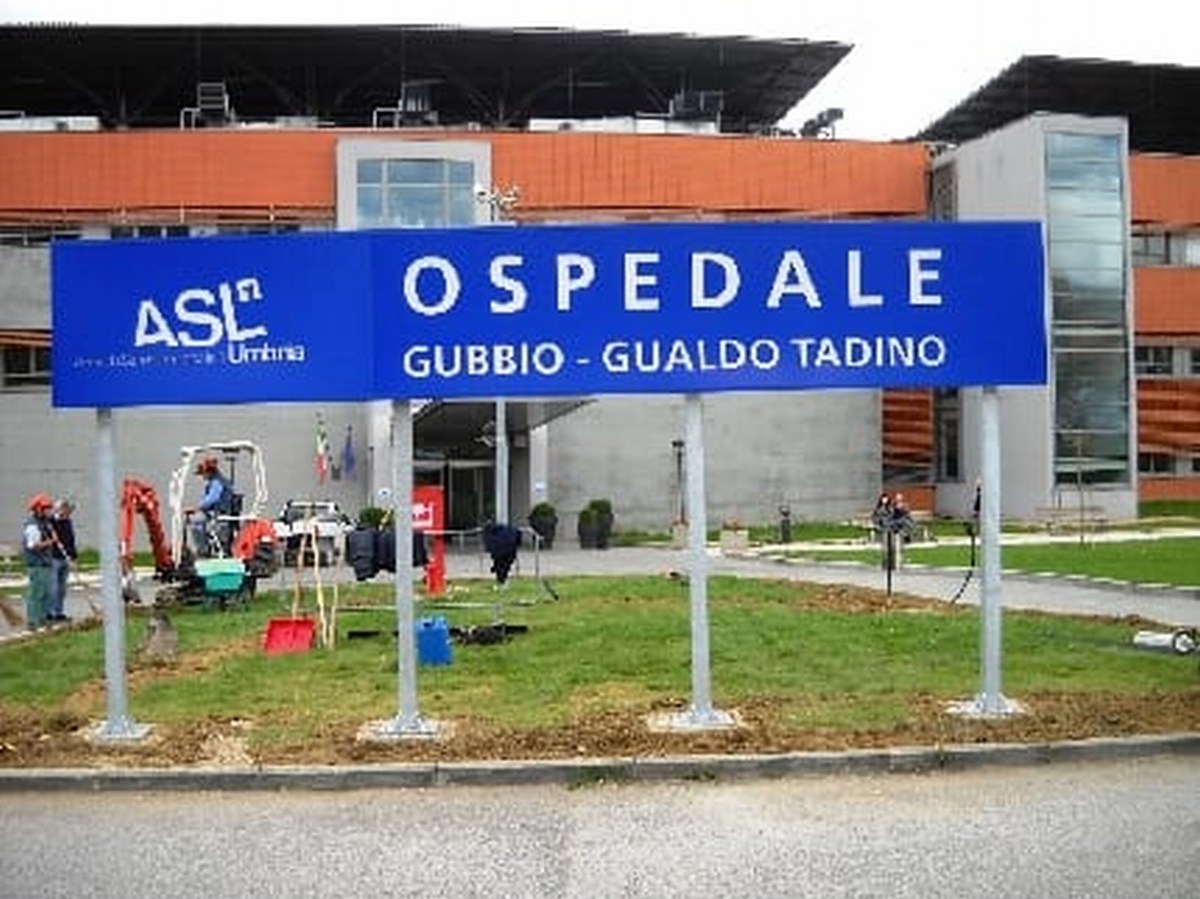 ASL n
Umbria
OSPEDALE
GUBBIO - GUALDO TADINO